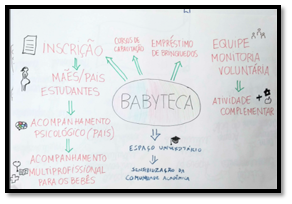 INSCRIÇÃO
MÃES/PAIS
ESTUDANTES
ACOMPANHAMENTO
PSICOLÓGICO (PAIS)
ACOMPANHAMENTO
MULTIPROFISSIONAL
PARA OS BEBÊS
CURSOS DE
CAPACITAÇÃO
EMPRÉSTIMO
DE BRINQUEDOS
EQUIPE
MONITORIA
VOLUNTÁRIA
ATIVIDADE
COMPLEMENTAR
BABYTECA
ESPAÇO UNIVERSITÁRIO
SENSIBILIZAÇÃO DA
COMUNIDADE ACADÊMICA